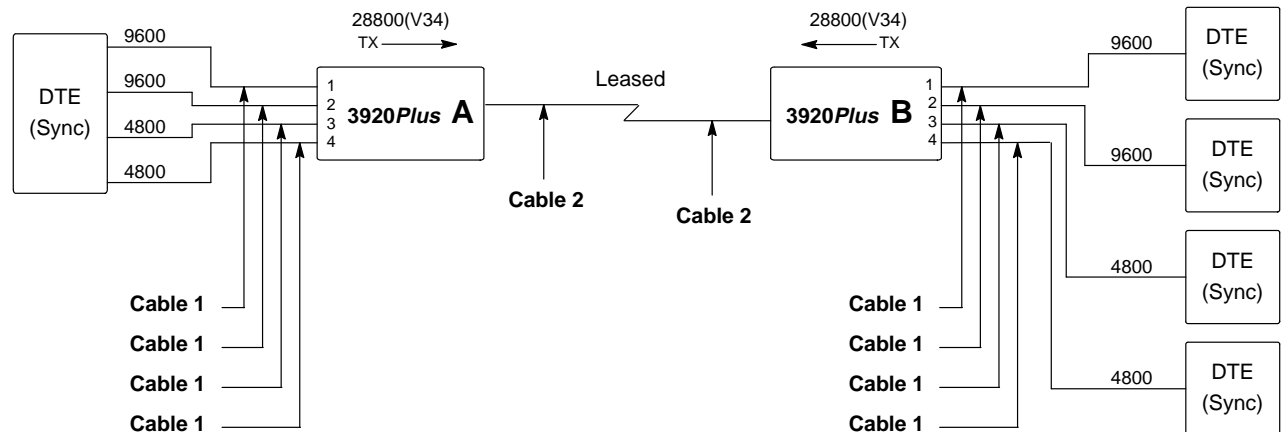 28800(V34)
TX
28800(V34)
TX
9600
9600
4800
4800
DTE
(Sync)
1
2
3
4
3920Plus A
Leased
3920Plus B
1
2
3
4
9600
9600
4800
4800
DTE
(Sync)
DTE
(Sync)
DTE
(Sync)
DTE
(Sync)
Cable 2
Cable 2
Cable 1
Cable 1
Cable 1
Cable 1
Cable 1
Cable 1
Cable 1
Cable 1